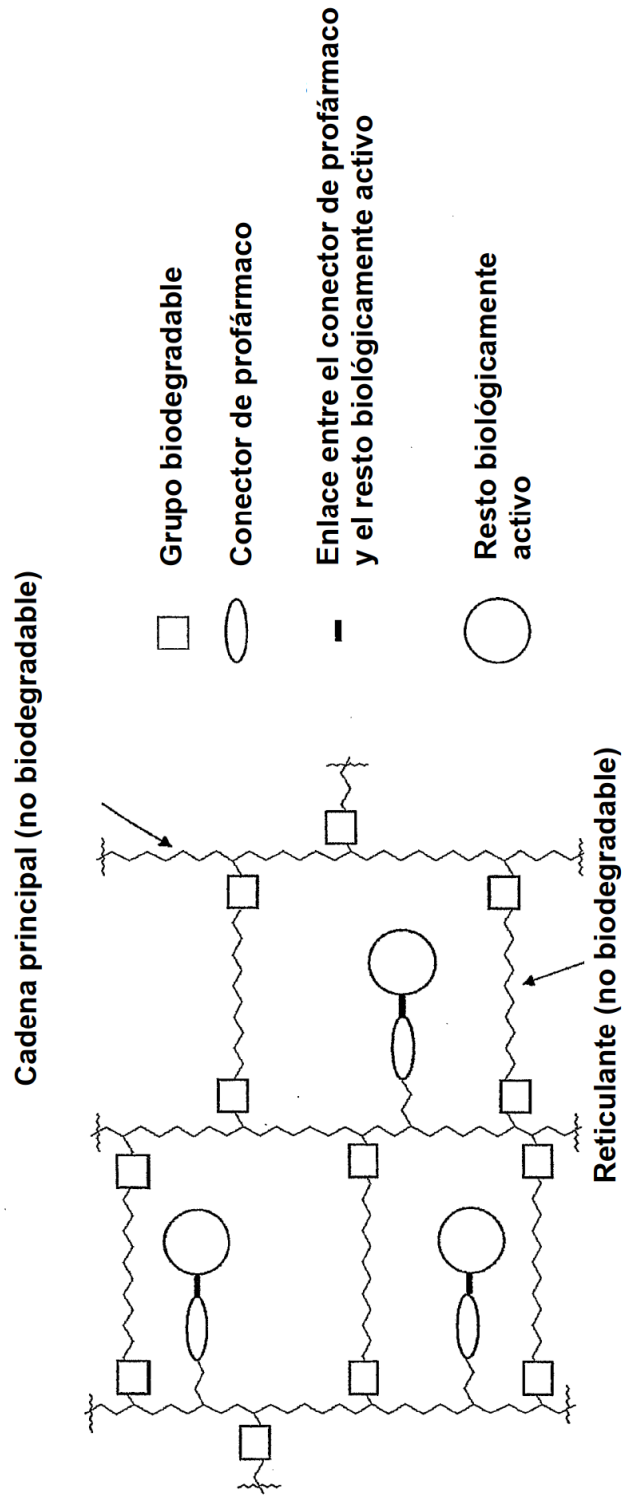 Cadena principal (no biodegradable)
Grupo biodegradable
Conector de profármaco
Enlace entre el conector de profármaco
y el resto biológicamente activo
Resto biológicamente
activo
Reticulante (no biodegradable)